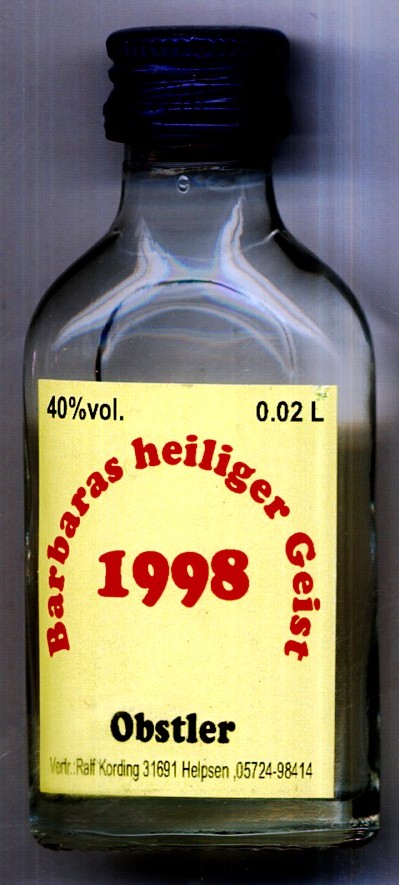 40%vol. 0.02 L
Barbaras heiliger Geist
1998
Obstler
Vertr.:Ralf Kording 31691 Helpsen ,05724-98414